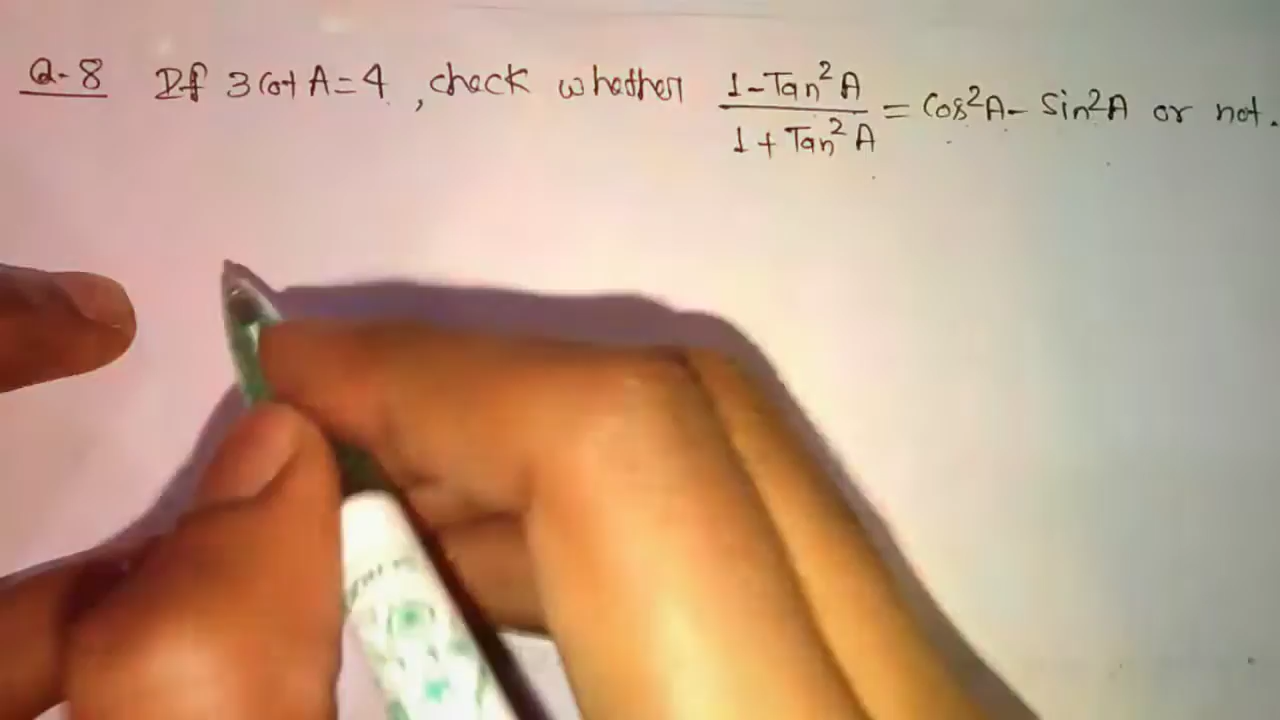 Q-8 If 3 Cot A = 4 , check whether (1 - Tan²A)/(1 + Tan²A) = Cos²A - Sin²A or not.